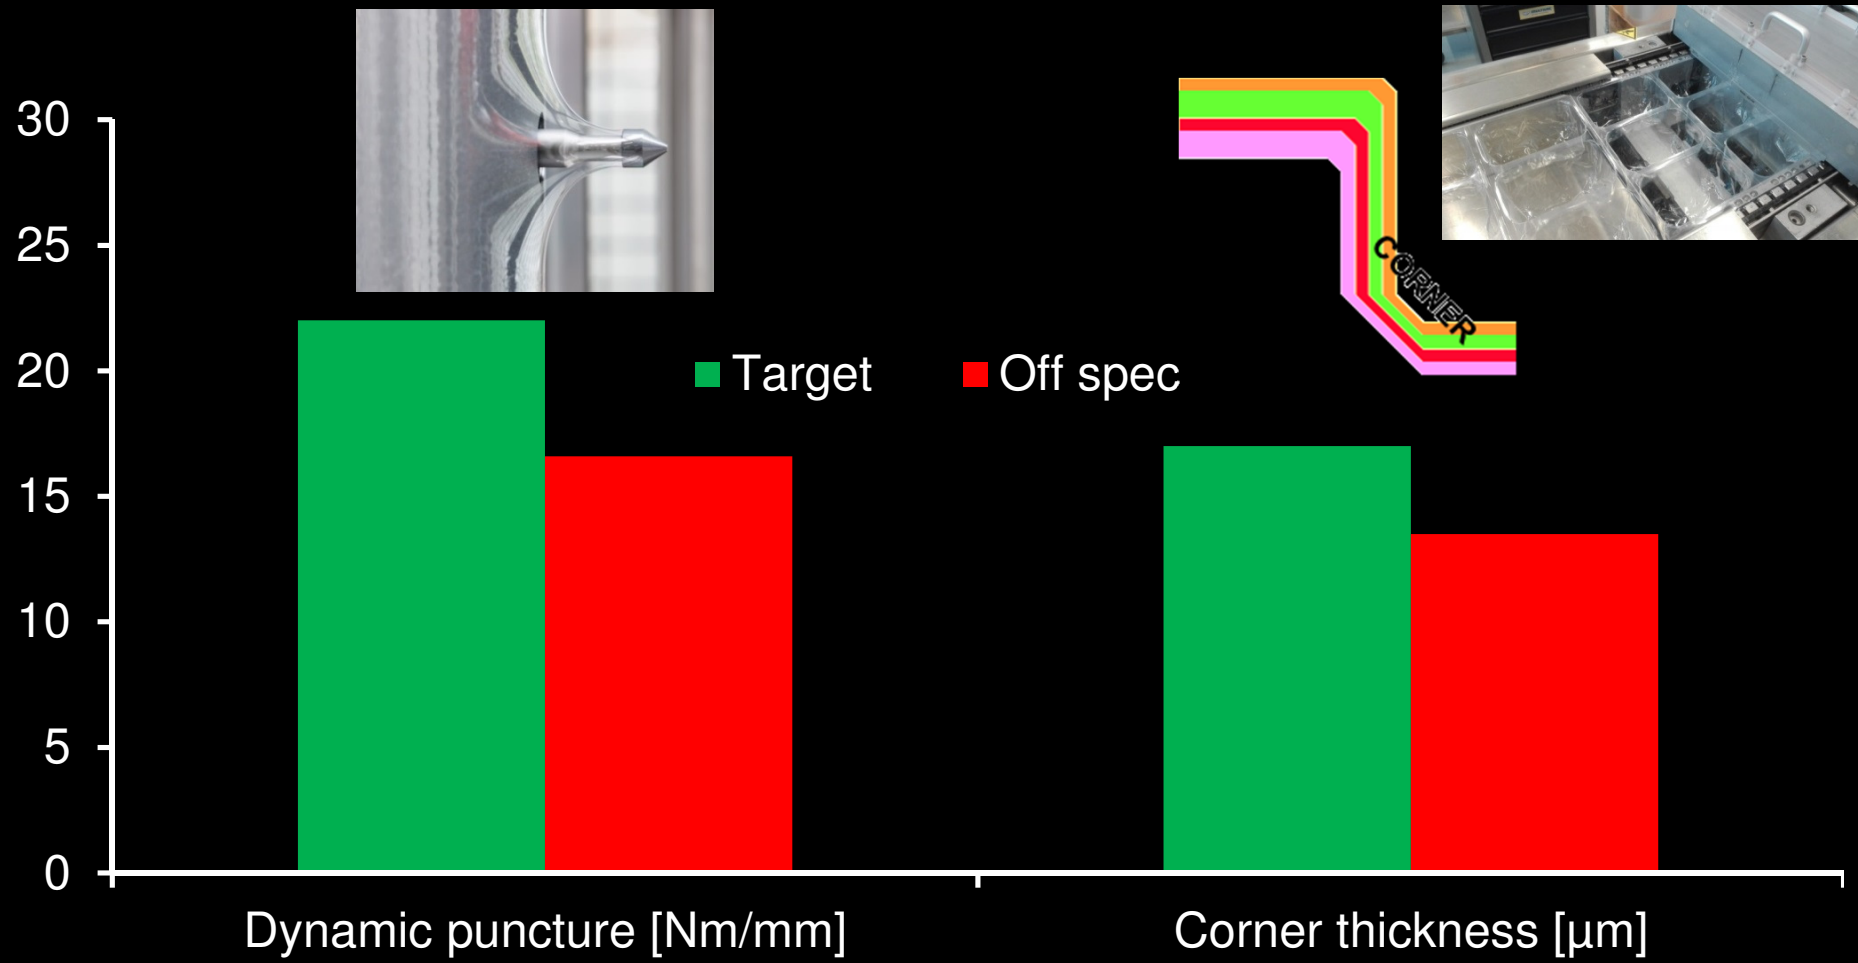 30
25
20
15
10
5
0
CORNER
Target
Off spec
Dynamic puncture [Nm/mm]
Corner thickness [µm]